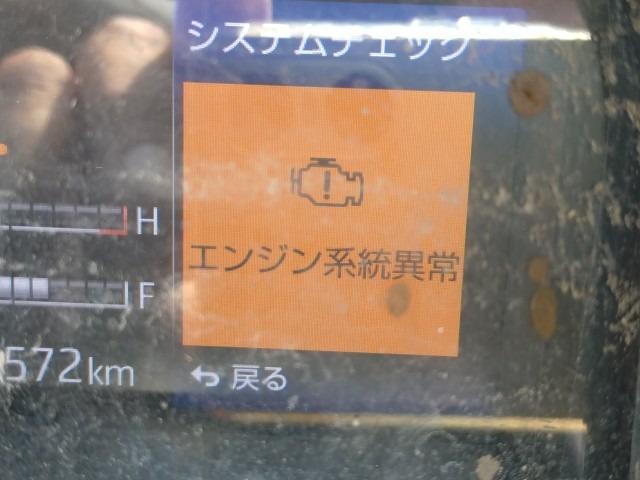 システムチェック
H
エンジン系統異常
F
572km
戻る